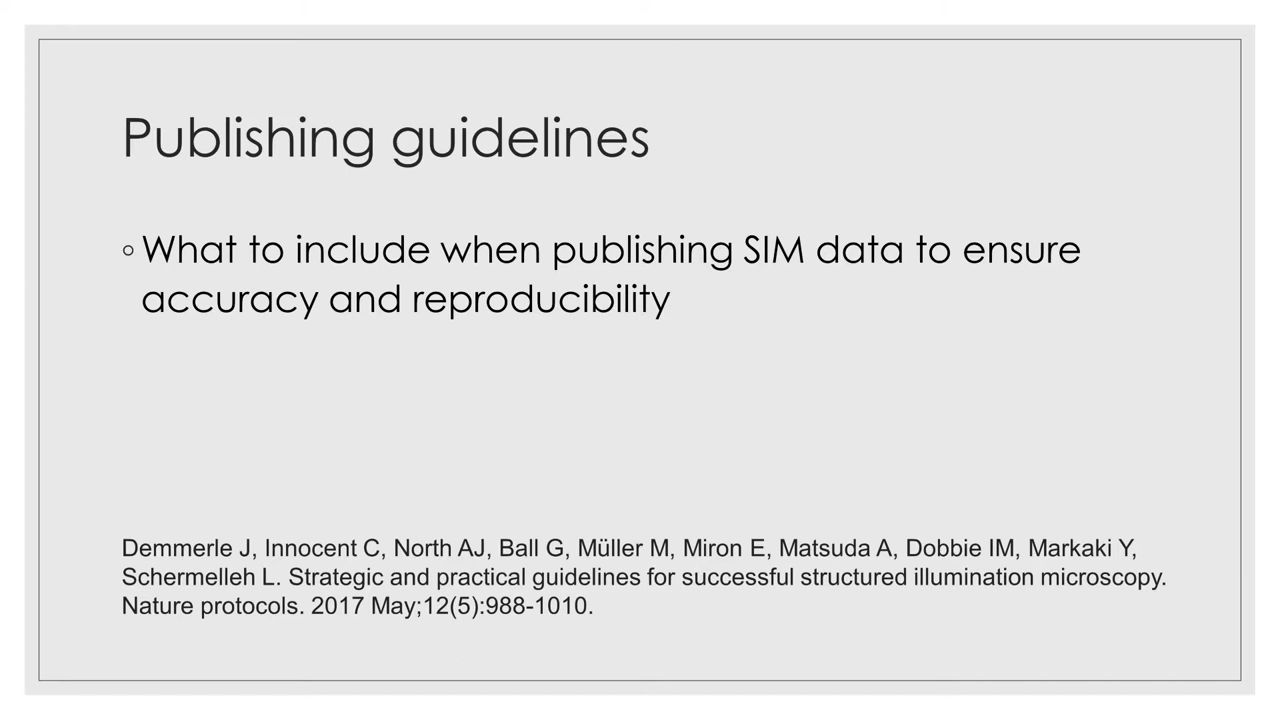 Publishing guidelines
◦ What to include when publishing SIM data to ensure
accuracy and reproducibility
Demmerle J, Innocent C, North AJ, Ball G, Müller M, Miron E, Matsuda A, Dobbie IM, Markaki Y,
Schermelleh L. Strategic and practical guidelines for successful structured illumination microscopy.
Nature protocols. 2017 May;12(5):988-1010.